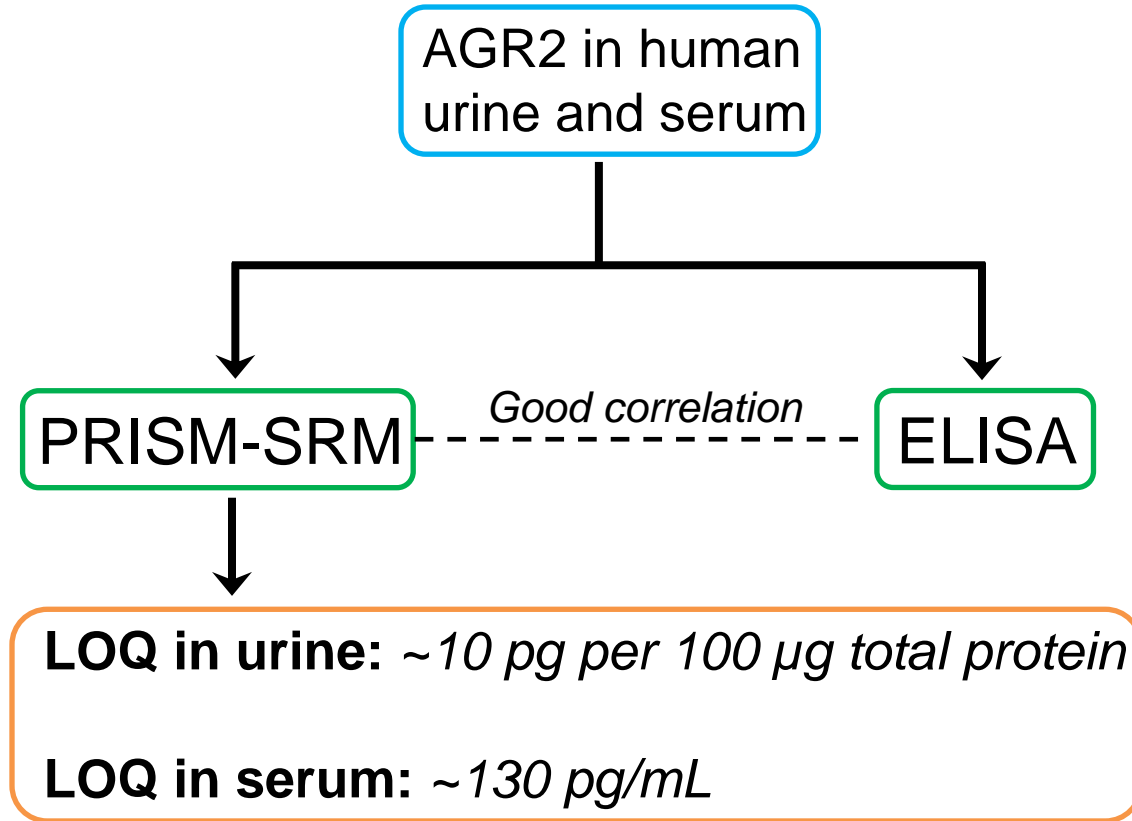 AGR2 in human
urine and serum
PRISM-SRM
Good correlation
ELISA
LOQ in urine: ~10 pg per 100 µg total protein
LOQ in serum: ~130 pg/mL